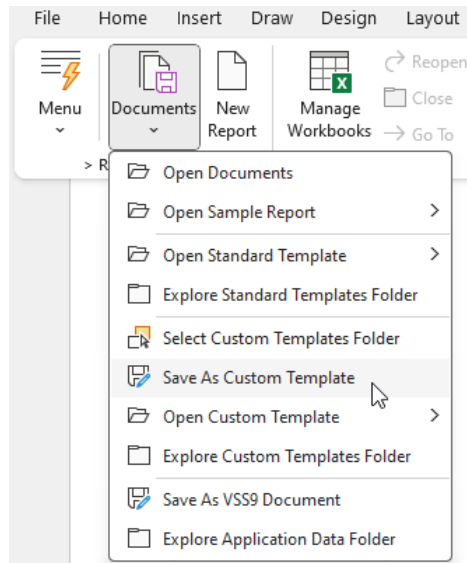 File Home Insert Draw Design Layout
Menu Documents New Report Manage Workbooks
Reopen
Close
Go To
> R
Open Documents
Open Sample Report >
Open Standard Template >
Explore Standard Templates Folder
Select Custom Templates Folder
Save As Custom Template
Open Custom Template >
Explore Custom Templates Folder
Save As VSS9 Document
Explore Application Data Folder